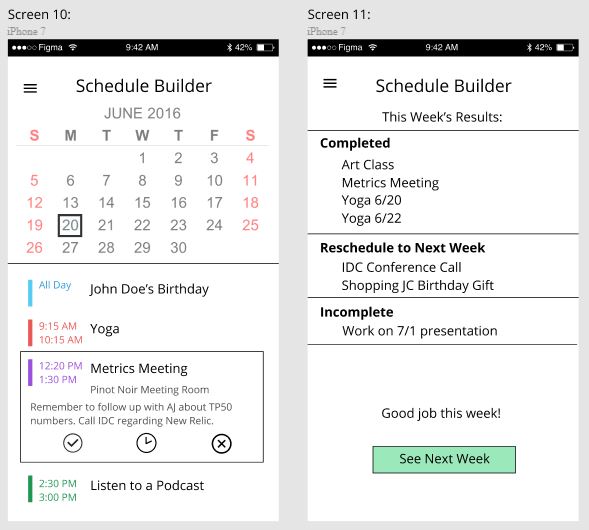 Screen 10:
iPhone 7
Figma 9:42 AM 42%
Schedule Builder
JUNE 2016
S M T W T F S
1 2 3 4
5 6 7 8 9 10 11
12 13 14 15 16 17 18
19 20 21 22 23 24 25
26 27 28 29 30
All Day John Doe's Birthday
9:15 AM Yoga
10:15 AM
12:20 PM Metrics Meeting
1:30 PM
Pinot Noir Meeting Room
Remember to follow up with AJ about TP50
numbers. Call IDC regarding New Relic.
2:30 PM Listen to a Podcast
3:00 PM
Screen 11:
iPhone 7
Figma 9:42 AM 42%
Schedule Builder
This Week's Results:
Completed
Art Class
Metrics Meeting
Yoga 6/20
Yoga 6/22
Reschedule to Next Week
IDC Conference Call
Shopping JC Birthday Gift
Incomplete
Work on 7/1 presentation
Good job this week!
See Next Week